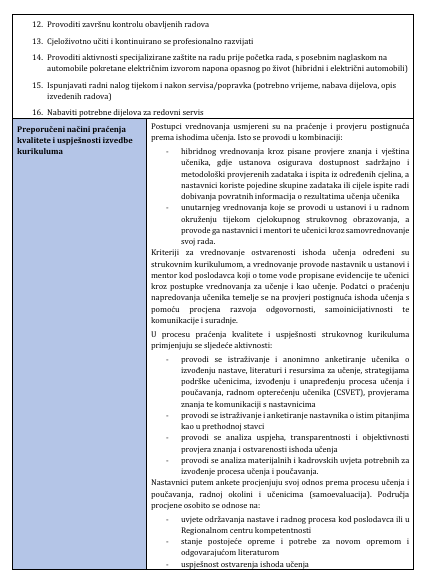 12. Provoditi završnu kontrolu obavljenih radova
13. Cjeloživotno učiti i kontinuirano se profesionalno razvijati
14. Provoditi aktivnosti specijalizirane zaštite na radu prije početka rada, s posebnim naglaskom na
automobile pokretane električnim izvorom napona opasnog po život (hibridni i električni automobili)
15. Ispunjavati radni nalog tijekom i nakon servisa/popravka (potrebno vrijeme, nabava dijelova, opis
izvedenih radova)
16. Nabaviti potrebne dijelova za redovni servis
Preporučeni načini praćenja
kvalitete i uspješnosti izvedbe
kurikuluma
Postupci vrednovanja usmjereni su na praćenje i provjeru postignuća
prema ishodima učenja. Isto se provodi u kombinaciji:
- hibridnog vrednovanja kroz pisane provjere znanja i vještina
učenika, gdje ustanova osigurava dostupnost sadržajno i
metodološki provjerenih zadataka i ispita iz određenih cjelina, a
nastavnici koriste pojedine skupine zadataka ili cijele ispite radi
dobivanja povratnih informacija o rezultatima učenja učenika
- unutarnjeg vrednovanja koje se provodi u ustanovi i u radnom
okruženju tijekom cjelokupnog strukovnog obrazovanja, a
provode ga nastavnici i mentori te učenici kroz samovrednovanje
svoj rada.
Kriteriji za vrednovanje ostvarenosti ishoda učenja određeni su
strukovnim kurikulumom, a vrednovanje provode nastavnik u ustanovi i
mentor kod poslodavca koji o tome vode propisane evidencije te učenici
kroz postupke vrednovanja za učenje i kao učenje. Podatci o praćenju
napredovanja učenika temelje se na provjeri postignuća ishoda učenja s
pomoću procjena razvoja odgovornosti, samoinicijativnosti te
komunikacije i suradnje.
U procesu praćenja kvalitete i uspješnosti strukovnog kurikuluma
primjenjuju se sljedeće aktivnosti:
- provodi se istraživanje i anonimno anketiranje učenika o
izvođenju nastave, literaturi i resursima za učenje, strategijama
podrške učenicima, izvođenju i unapređenju procesa učenja i
poučavanja, radnom opterećenju učenika (CSVET), provjerama
znanja te komunikaciji s nastavnicima
- provodi se istraživanje i anketiranje nastavnika o istim pitanjima
kao u prethodnoj stavci
- provodi se analiza uspjeha, transparentnosti i objektivnosti
provjera znanja i ostvarenosti ishoda učenja
- provodi se analiza materijalnih i kadrovskih uvjeta potrebnih za
izvođenje procesa učenja i poučavanja.
Nastavnici putem ankete procjenjuju svoj odnos prema procesu učenja i
poučavanja, radnoj okolini i učenicima (samoevaluacija). Područja
procjene osobito se odnose na:
- uvjete održavanja nastave i radnog procesa kod poslodavca ili u
Regionalnom centru kompetentnosti
- stanje postojeće opreme i potrebe za novom opremom i
odgovarajućom literaturom
- uspješnost ostvarenja ishoda učenja